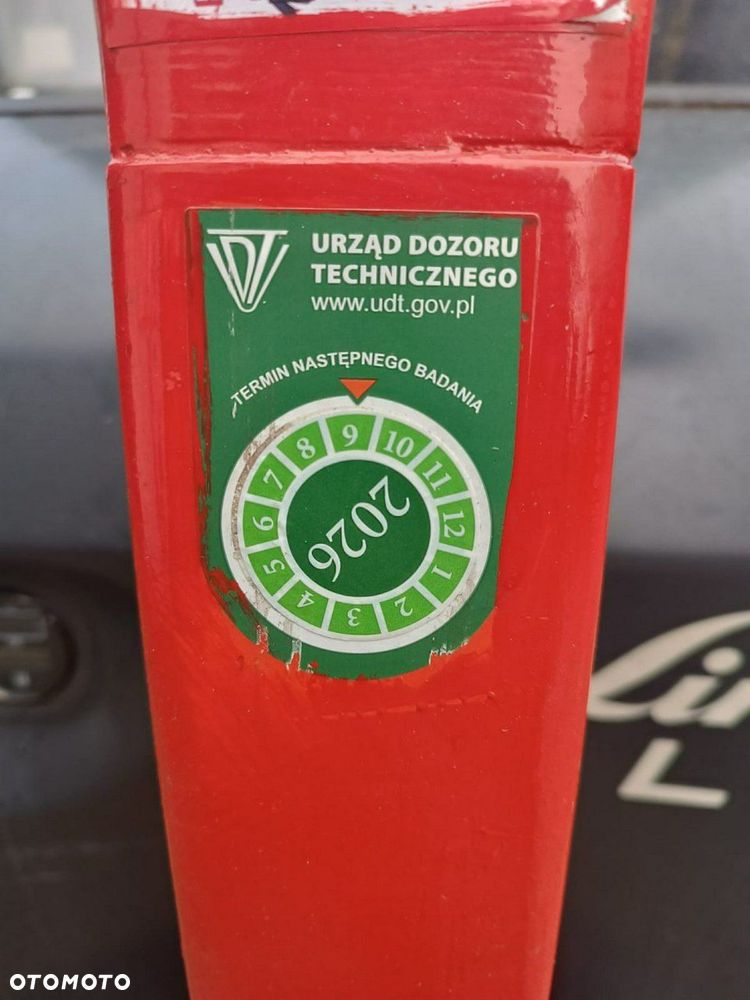 URZĄD DOZORU
TECHNICZNEGO
www.udt.gov.pl
TERMIN NASTĘPNEGO BADANIA
1 2 3 4 5 6 7 8 9 10 11 12
2026
L
OTOMOTO